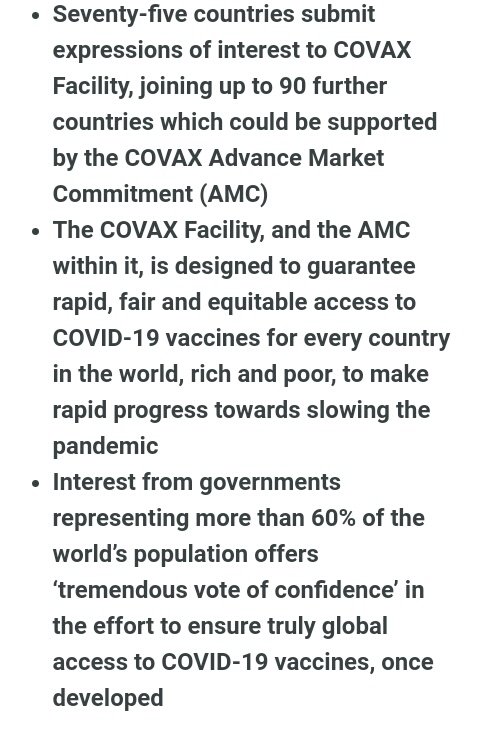 • Seventy-five countries submit
expressions of interest to COVAX
Facility, joining up to 90 further
countries which could be supported
by the COVAX Advance Market
Commitment (AMC)
• The COVAX Facility, and the AMC
within it, is designed to guarantee
rapid, fair and equitable access to
COVID-19 vaccines for every country
in the world, rich and poor, to make
rapid progress towards slowing the
pandemic
• Interest from governments
representing more than 60% of the
world’s population offers
‘tremendous vote of confidence’ in
the effort to ensure truly global
access to COVID-19 vaccines, once
developed